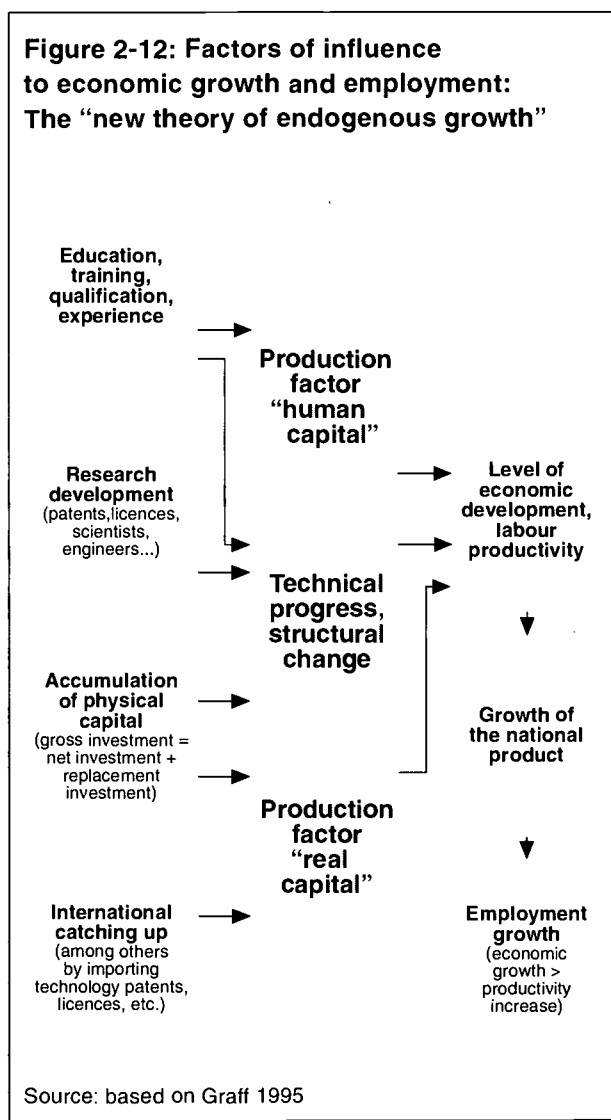 Figure 2-12: Factors of influence
to economic growth and employment:
The “new theory of endogenous growth”
Education,
training,
qualification,
experience
Production
factor
“human
capital”
Research
development
(patents,licences,
scientists,
engineers...)
Level of
economic
development,
labour
productivity
Technical
progress,
structural
change
Accumulation
of physical
capital
(gross investment =
net investment +
replacement
investment)
Growth of
the national
product
Production
factor
“real
capital”
International
catching up
(among others
by importing
technology patents,
licences, etc.)
Employment
growth
(economic
growth >
productivity
increase)
Source: based on Graff 1995